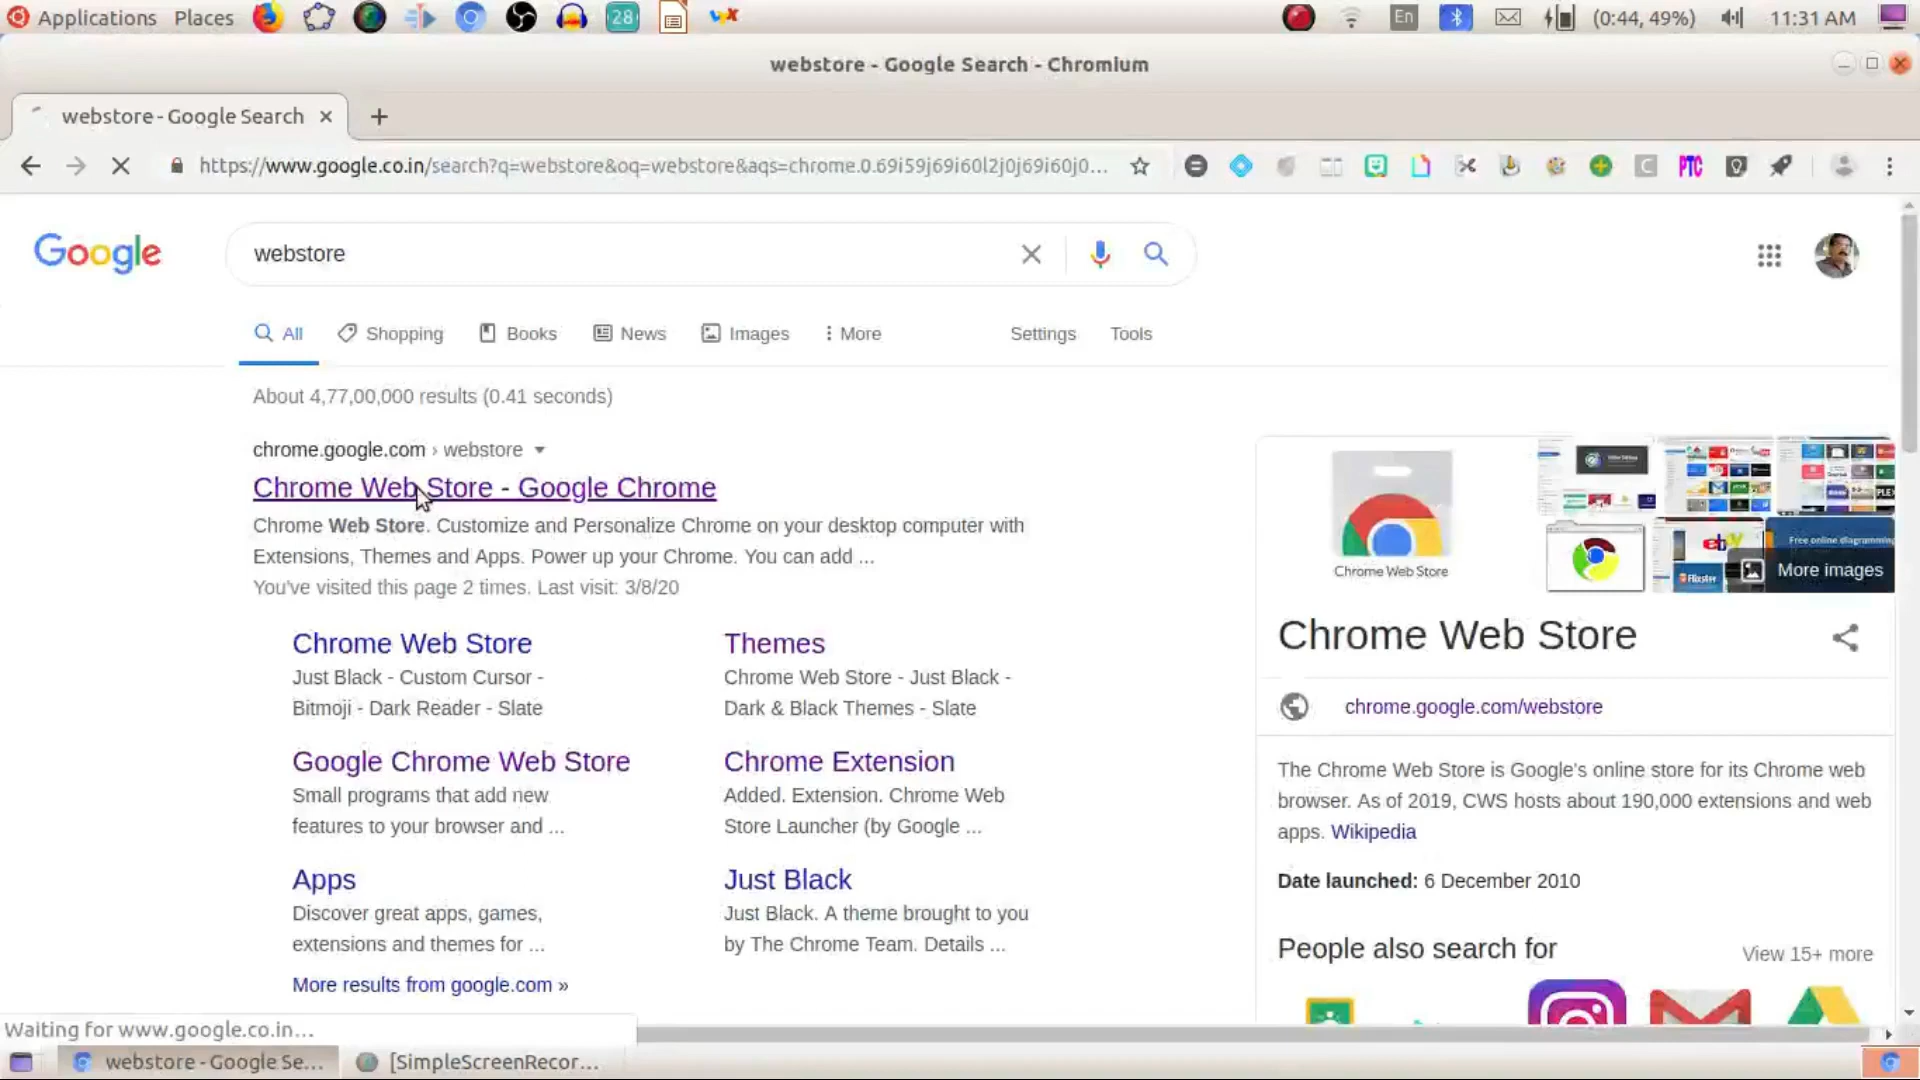 Applications Places 28 En (0:44, 49%) 11:31 AM
webstore - Google Search - Chromium
webstore - Google Search
https://www.google.co.in/search?q=webstore&oq=webstore&aqs=chrome.0.69i59j69i60l2j0j69i60j0... C PTC
Google
webstore
All Shopping Books News Images More Settings Tools
About 4,77,00,000 results (0.41 seconds)
chrome.google.com › webstore
Chrome Web Store - Google Chrome
Chrome Web Store. Customize and Personalize Chrome on your desktop computer with
Extensions, Themes and Apps. Power up your Chrome. You can add ...
You've visited this page 2 times. Last visit: 3/8/20
Chrome Web Store
Just Black - Custom Cursor -
Bitmoji - Dark Reader - Slate
Themes
Chrome Web Store - Just Black -
Dark & Black Themes - Slate
Google Chrome Web Store
Small programs that add new
features to your browser and ...
Chrome Extension
Added. Extension. Chrome Web
Store Launcher (by Google ...
Apps
Discover great apps, games,
extensions and themes for ...
Just Black
Just Black. A theme brought to you
by The Chrome Team. Details ...
More results from google.com »
Chrome Web Store
ebay
Flixster
Free online diagramming
More images
Chrome Web Store
chrome.google.com/webstore
The Chrome Web Store is Google's online store for its Chrome web
browser. As of 2019, CWS hosts about 190,000 extensions and web
apps. Wikipedia
Date launched: 6 December 2010
People also search for View 15+ more
Waiting for www.google.co.in...
webstore - Google Se... [SimpleScreenRecor...